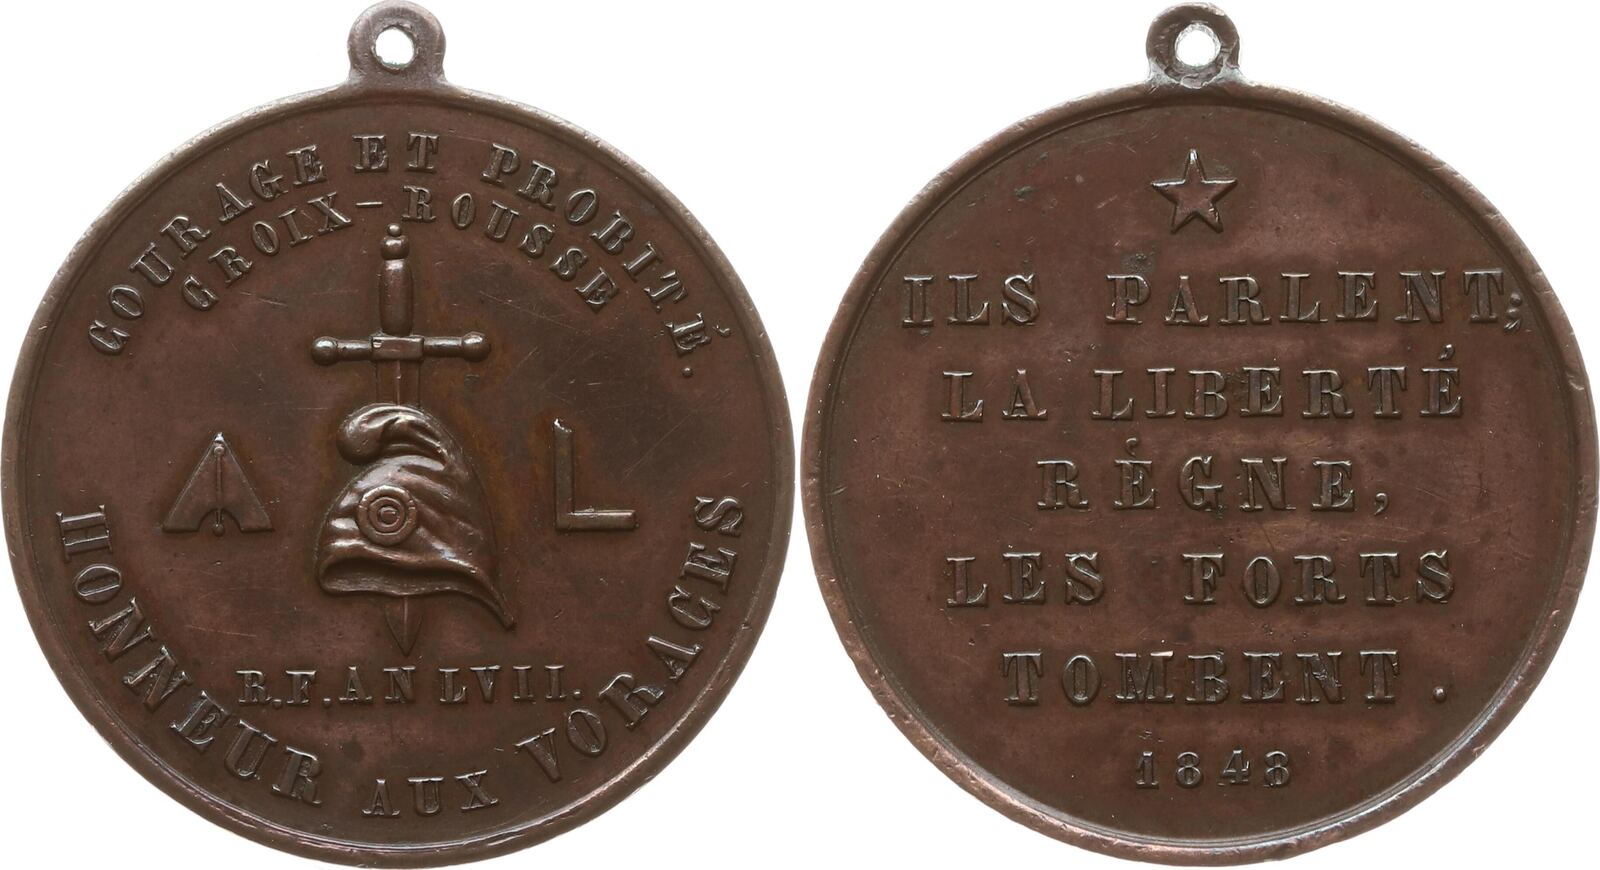 COURAGE ET PROBITÉ.
CROIX-ROUSSE
A L
G
R.F.AN LVII.
HONNEUR AUX VORACES
ILS PARLENT;
LA LIBERTÉ
RÈGNE,
LES FORTS
TOMBENT.
1848